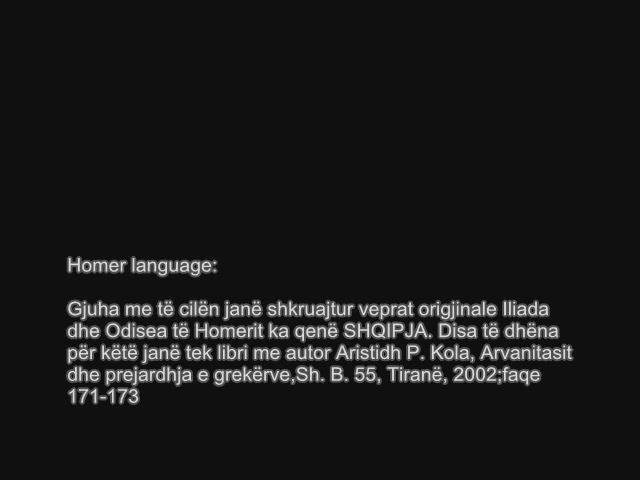 Homer language:
Gjuha me të cilën janë shkruajtur veprat origjinale Iliada
dhe Odisea të Homerit ka qenë SHQIPJA. Disa të dhëna
për këtë janë tek libri me autor Aristidh P. Kola, Arvanitasit
dhe prejardhja e grekërve,Sh. B. 55, Tiranë, 2002;faqe
171-173